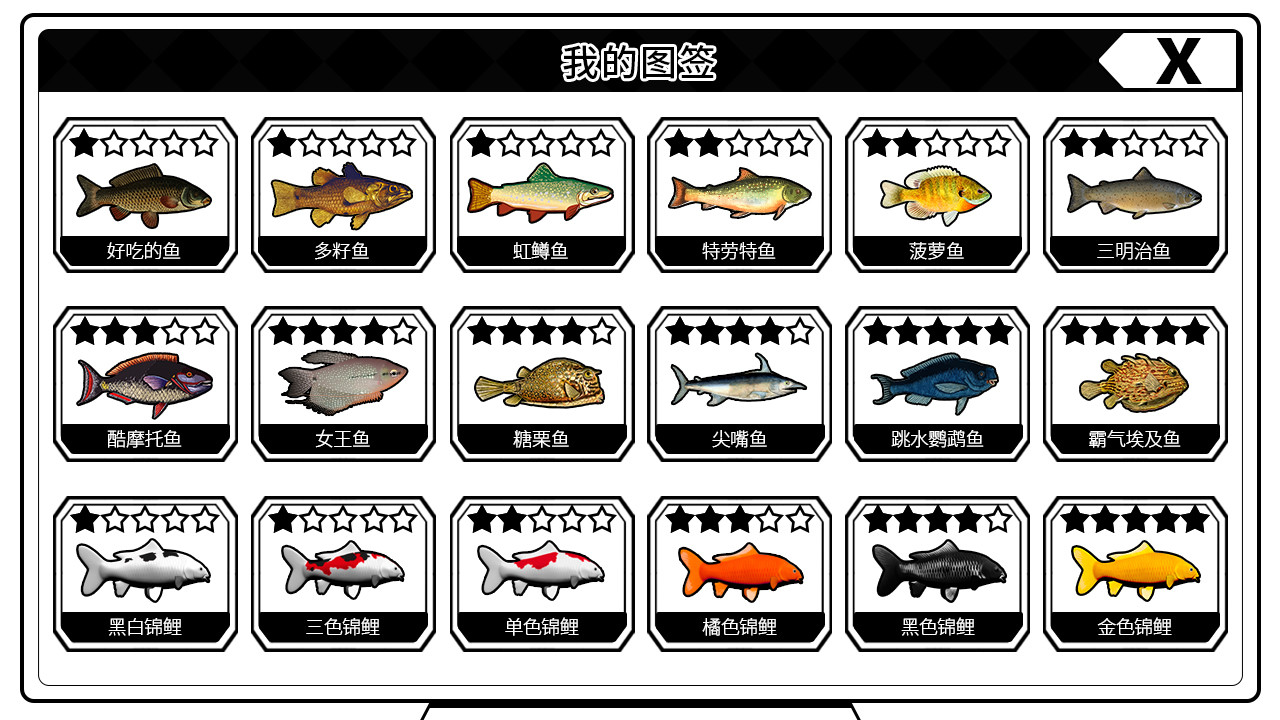 我的图签
X
好吃的鱼
多籽鱼
虹鳟鱼
特劳特鱼
菠萝鱼
三明治鱼
酷摩托鱼
女王鱼
糖栗鱼
尖嘴鱼
跳水鹦鹉鱼
霸气埃及鱼
黑白锦鲤
三色锦鲤
单色锦鲤
橘色锦鲤
黑色锦鲤
金色锦鲤